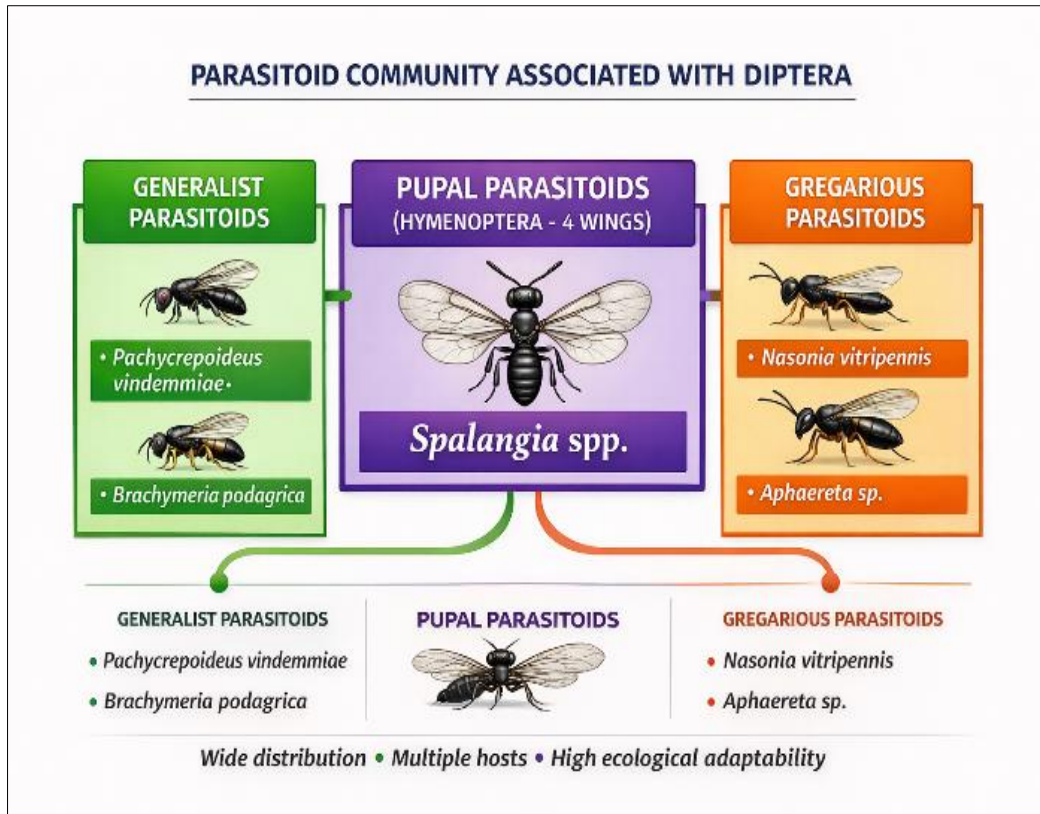 PARASITOID COMMUNITY ASSOCIATED WITH DIPTERA
GENERALIST
PARASITOIDS
• Pachycrepoideus
vindemmiae•
• Brachymeria podagrica
PUPAL PARASITOIDS
(HYMENOPTERA - 4 WINGS)
Spalangia spp.
GREGARIOUS
PARASITOIDS
• Nasonia vitripennis
• Aphaereta sp.
GENERALIST PARASITOIDS
• Pachycrepoideus vindemmiae
• Brachymeria podagrica
PUPAL PARASITOIDS
GREGARIOUS PARASITOIDS
• Nasonia vitripennis
• Aphaereta sp.
Wide distribution • Multiple hosts • High ecological adaptability